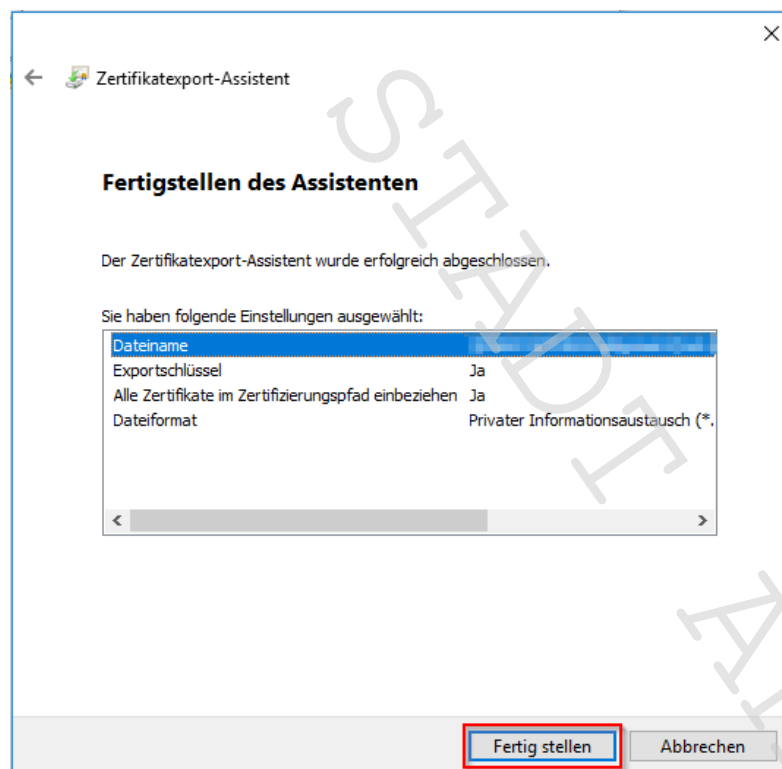 Zertifikatexport-Assistent
Fertigstellen des Assistenten
Der Zertifikatexport-Assistent wurde erfolgreich abgeschlossen.
Sie haben folgende Einstellungen ausgewählt:
Dateiname
Exportschlüssel Ja
Alle Zertifikate im Zertifizierungspfad einbeziehen Ja
Dateiformat Privater Informationsaustausch (*.
Fertig stellen Abbrechen
STADT